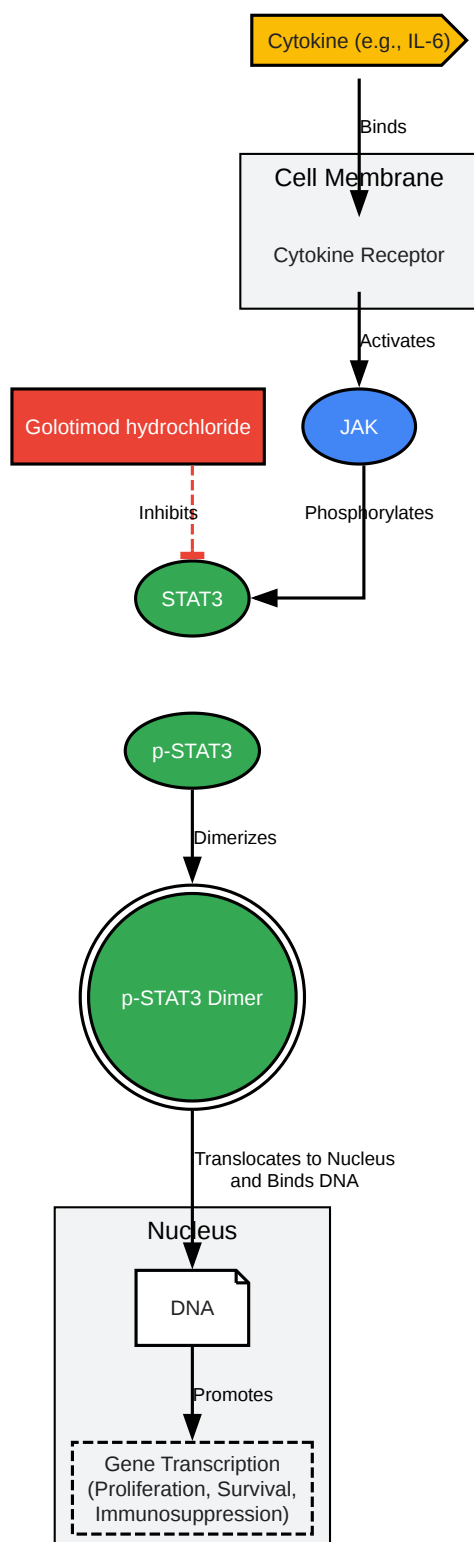 Cytokine (e.g., IL-6)
Binds
Cell Membrane
Cytokine Receptor
Activates
Golotimod hydrochloride
JAK
Inhibits
Phosphorylates
STAT3
p-STAT3
Dimerizes
p-STAT3 Dimer
Translocates to Nucleus
and Binds DNA
Nucleus
DNA
Promotes
Gene Transcription
(Proliferation, Survival,
Immunosuppression)